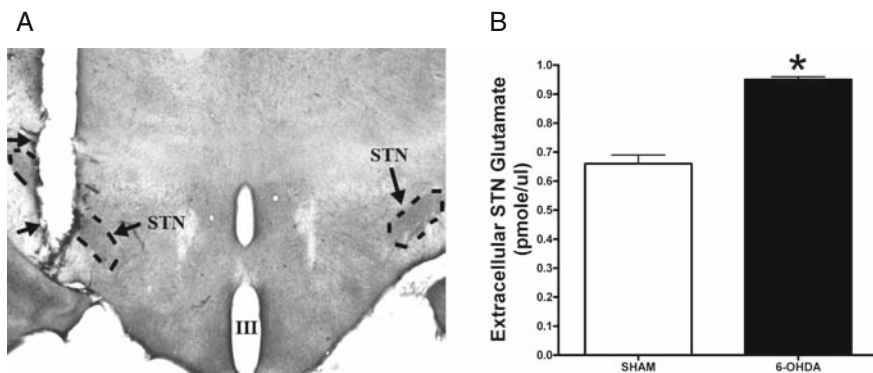 A
STN
STN
III
B
Extracellular STN Glutamate
(pmole/ul)
1.0
0.9
0.8
0.7
0.6
0.5
0.4
0.3
0.2
0.1
0.0
*
SHAM
6-OHDA